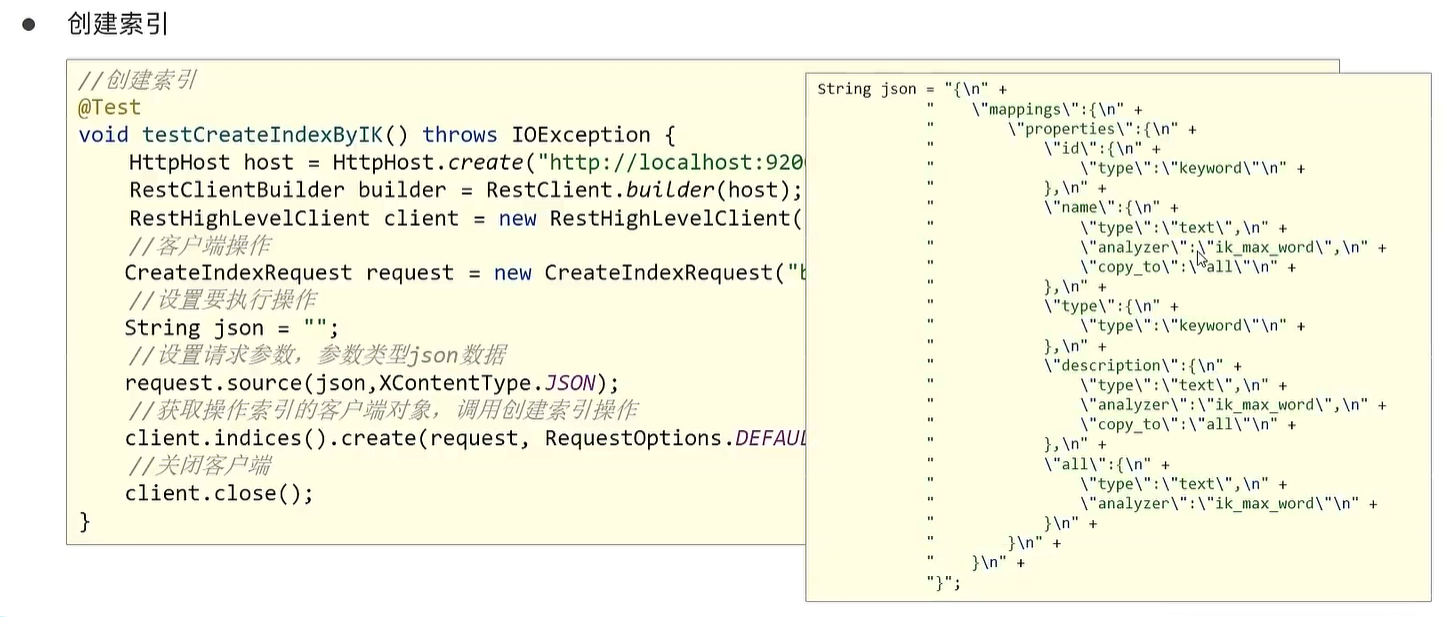 创建索引
//创建索引
@Test
void testCreateIndexByIK() throws IOException {
HttpHost host = HttpHost.create("http://localhost:920
RestClientBuilder builder = RestClient.builder(host);
RestHighLevelClient client = new RestHighLevelClient(
//客户端操作
CreateIndexRequest request = new CreateIndexRequest("b
//设置要执行操作
String json = "";
//设置请求参数，参数类型json数据
request.source(json,XContentType.JSON);
//获取操作索引的客户端对象，调用创建索引操作
client.indices().create(request, RequestOptions.DEFAUL
//关闭客户端
client.close();
}
String json = "{\n" +
"    \"mappings\":{\n" +
"        \"properties\":{\n" +
"            \"id\":{\n" +
"                \"type\":\"keyword\"\n" +
"            },\n" +
"            \"name\":{\n" +
"                \"type\":\"text\",\n" +
"                \"analyzer\":\"ik_max_word\",\n" +
"                \"copy_to\":\"all\"\n" +
"            },\n" +
"            \"type\":{\n" +
"                \"type\":\"keyword\"\n" +
"            },\n" +
"            \"description\":{\n" +
"                \"type\":\"text\",\n" +
"                \"analyzer\":\"ik_max_word\",\n" +
"                \"copy_to\":\"all\"\n" +
"            },\n" +
"            \"all\":{\n" +
"                \"type\":\"text\",\n" +
"                \"analyzer\":\"ik_max_word\"\n" +
"            }\n" +
"        }\n" +
"    }\n" +
"}";